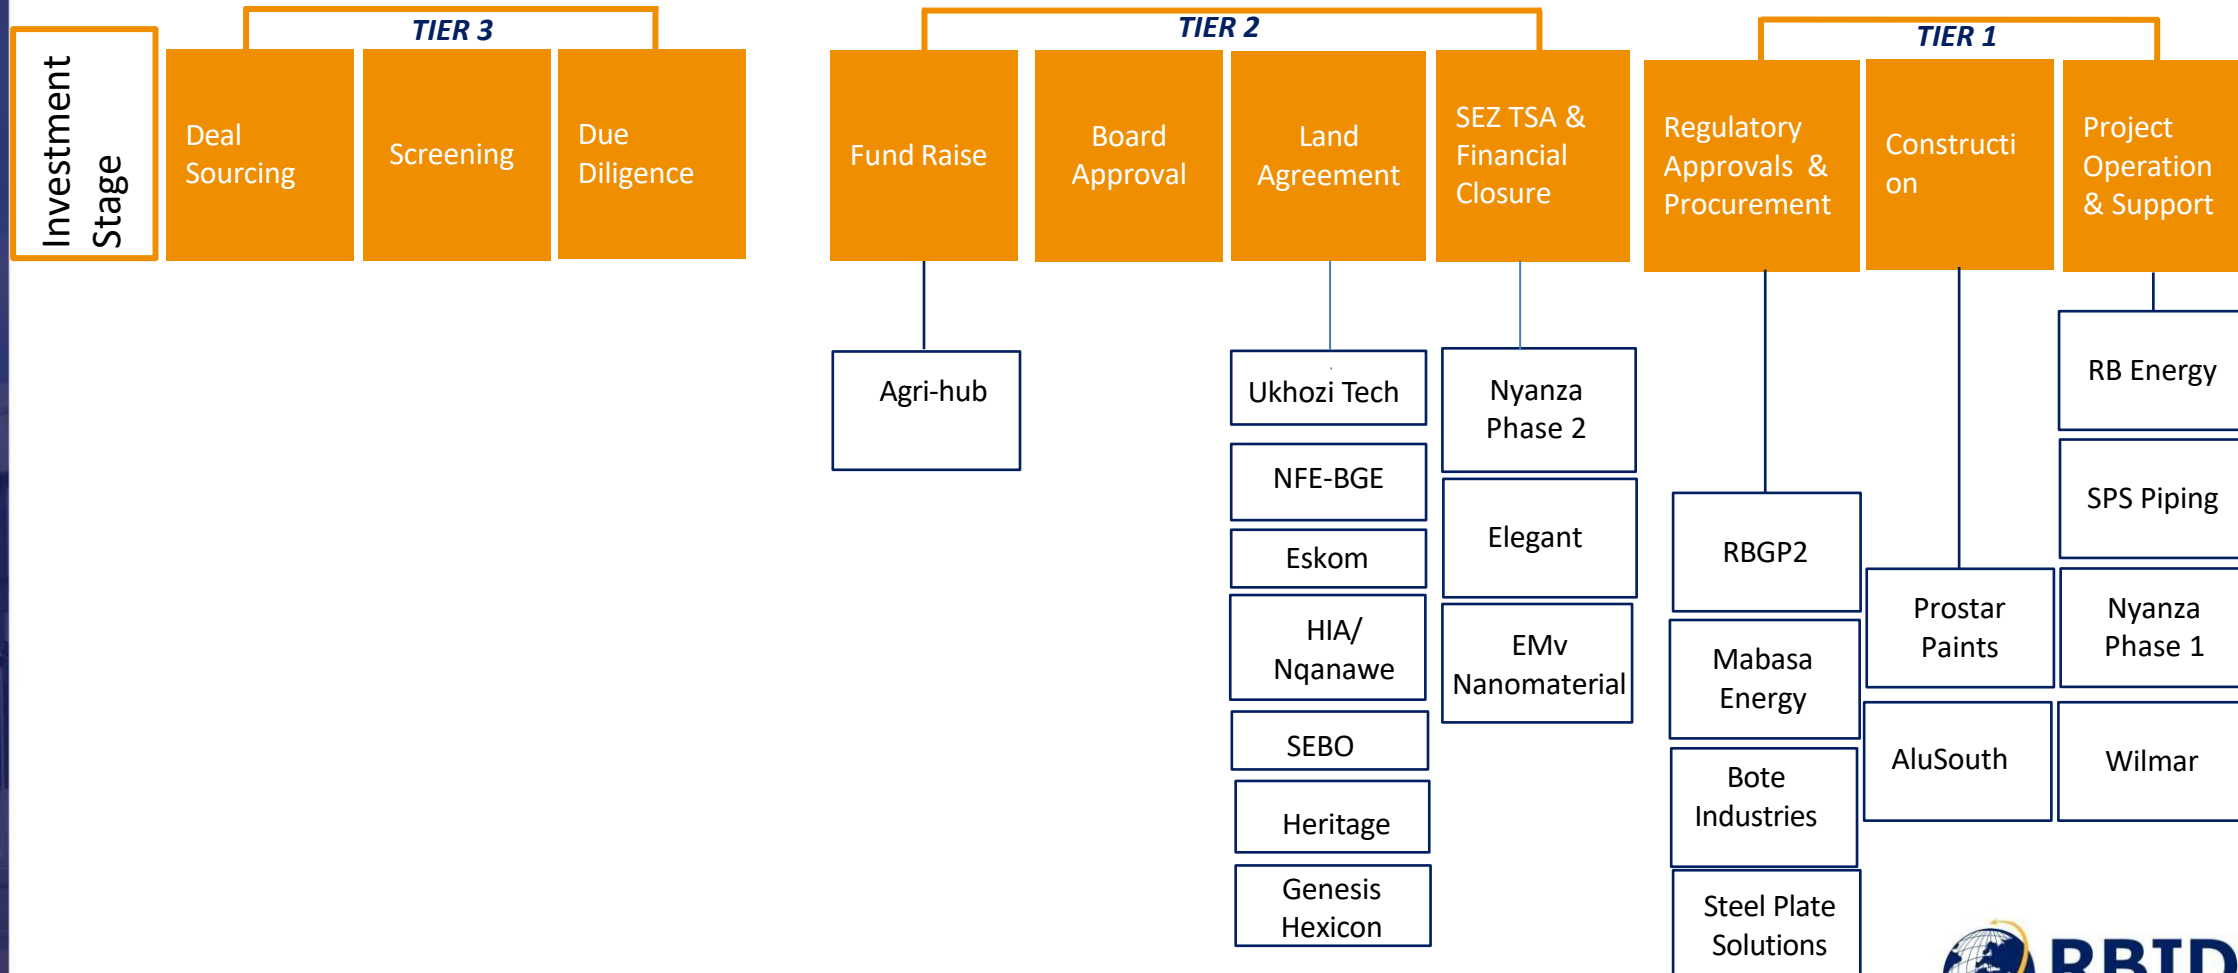 TIER 3
TIER 2
TIER 1
Investment
Stage
Deal
Sourcing
Screening
Due
Diligence
Fund Raise
Board
Approval
Land
Agreement
SEZ TSA &
Financial
Closure
Regulatory
Approvals &
Procurement
Constructi
on
Project
Operation
& Support
Agri-hub
Ukhozi Tech
NFE-BGE
Eskom
HIA/
Nqanawe
SEBO
Heritage
Genesis
Hexicon
Nyanza
Phase 2
Elegant
EMv
Nanomaterial
RBGP2
Mabasa
Energy
Bote
Industries
Steel Plate
Solutions
Prostar
Paints
AluSouth
RB Energy
SPS Piping
Nyanza
Phase 1
Wilmar
RBID